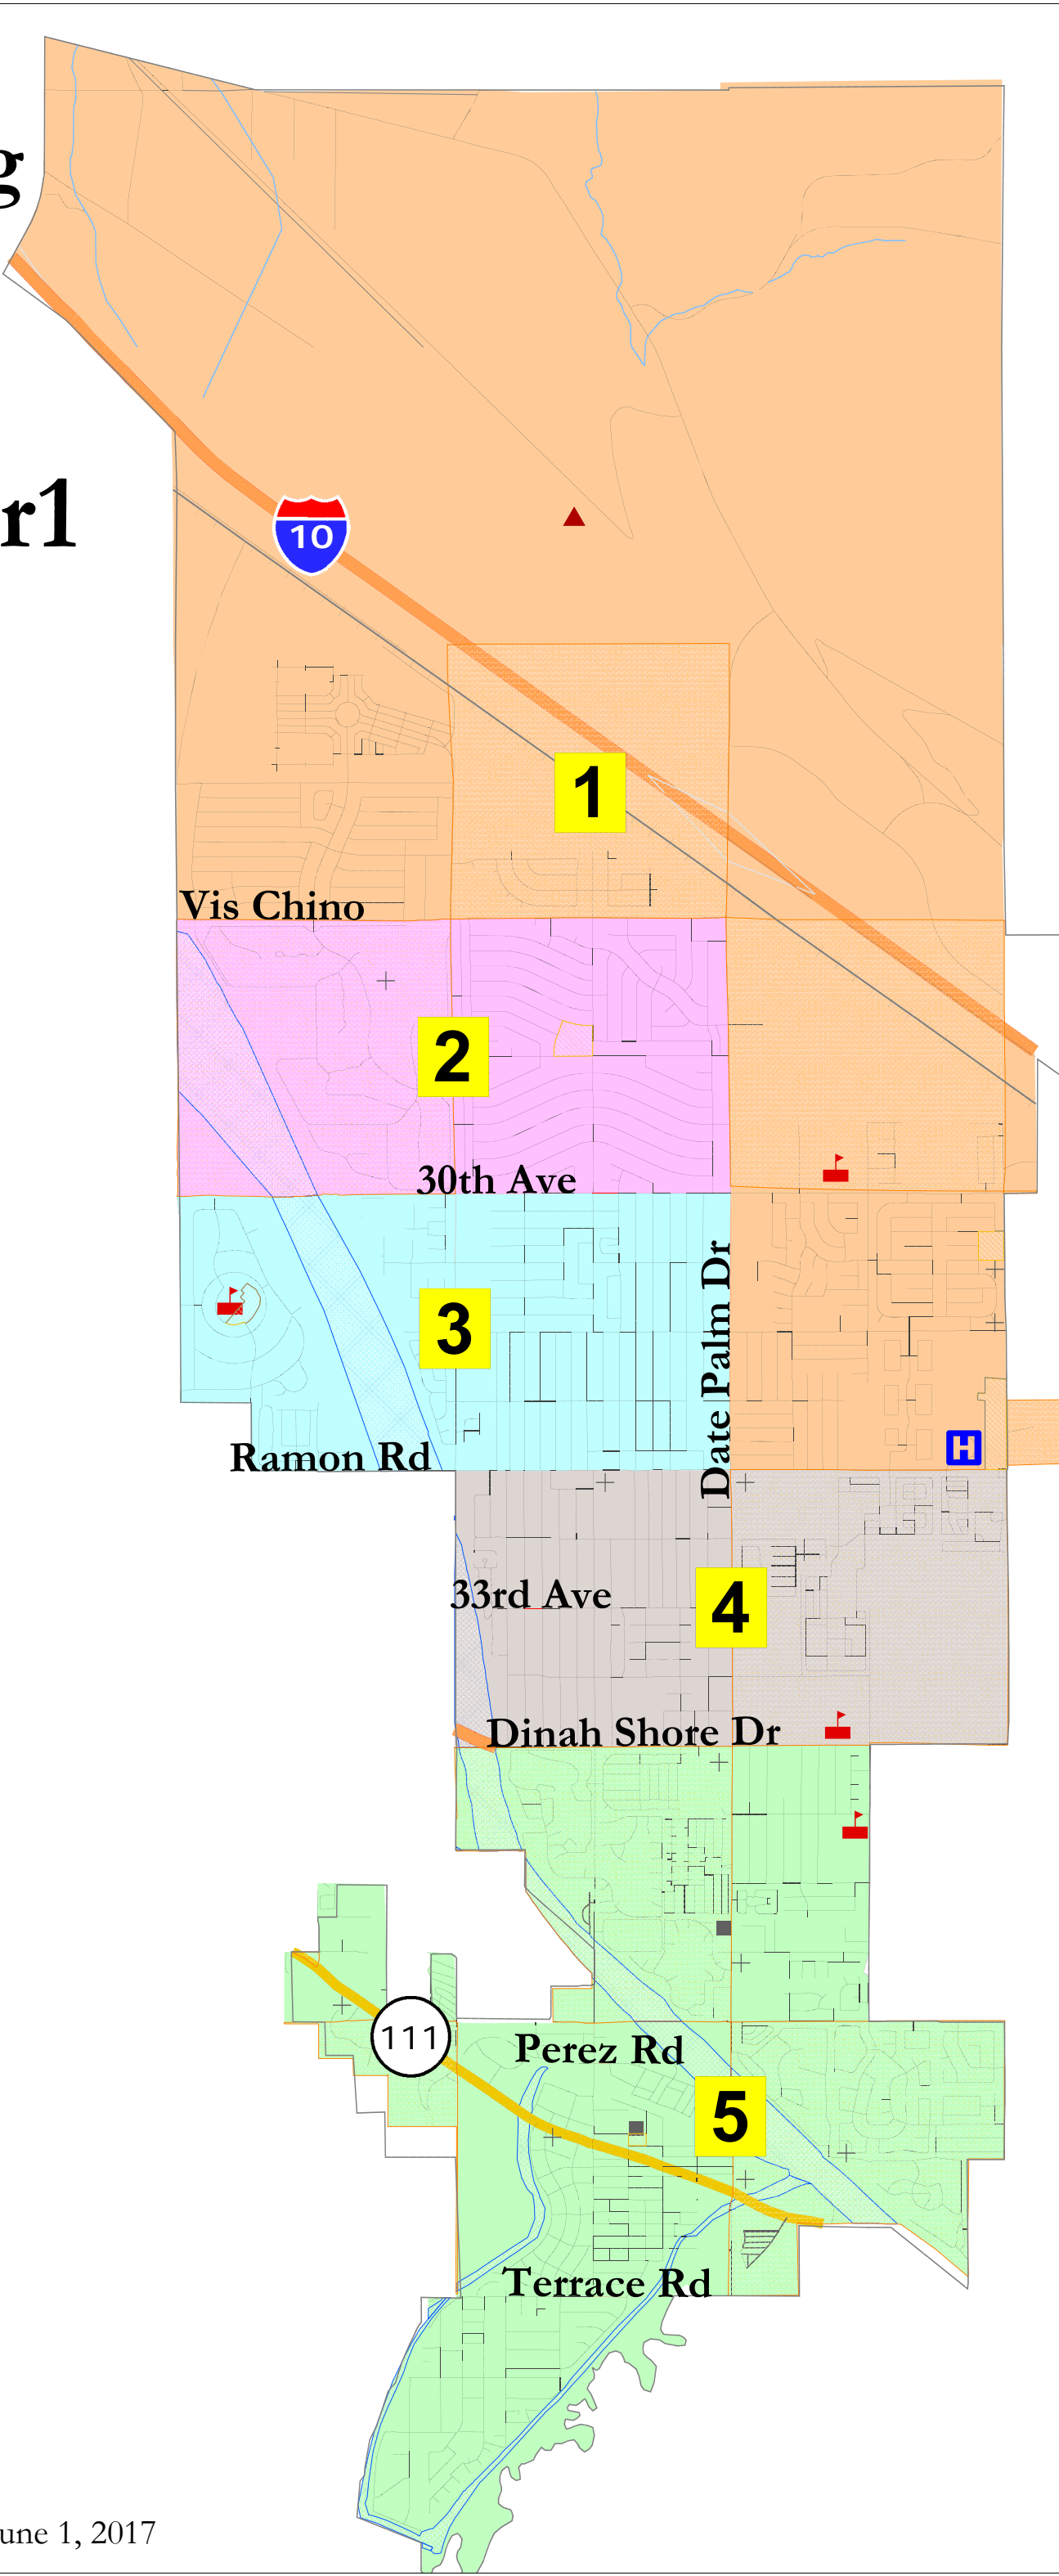 g
r1
10
1
Vis Chino
2
30th Ave
3
Date Palm Dr
H
Ramon Rd
33rd Ave
4
Dinah Shore Dr
111
Perez Rd
5
Terrace Rd
une 1, 2017